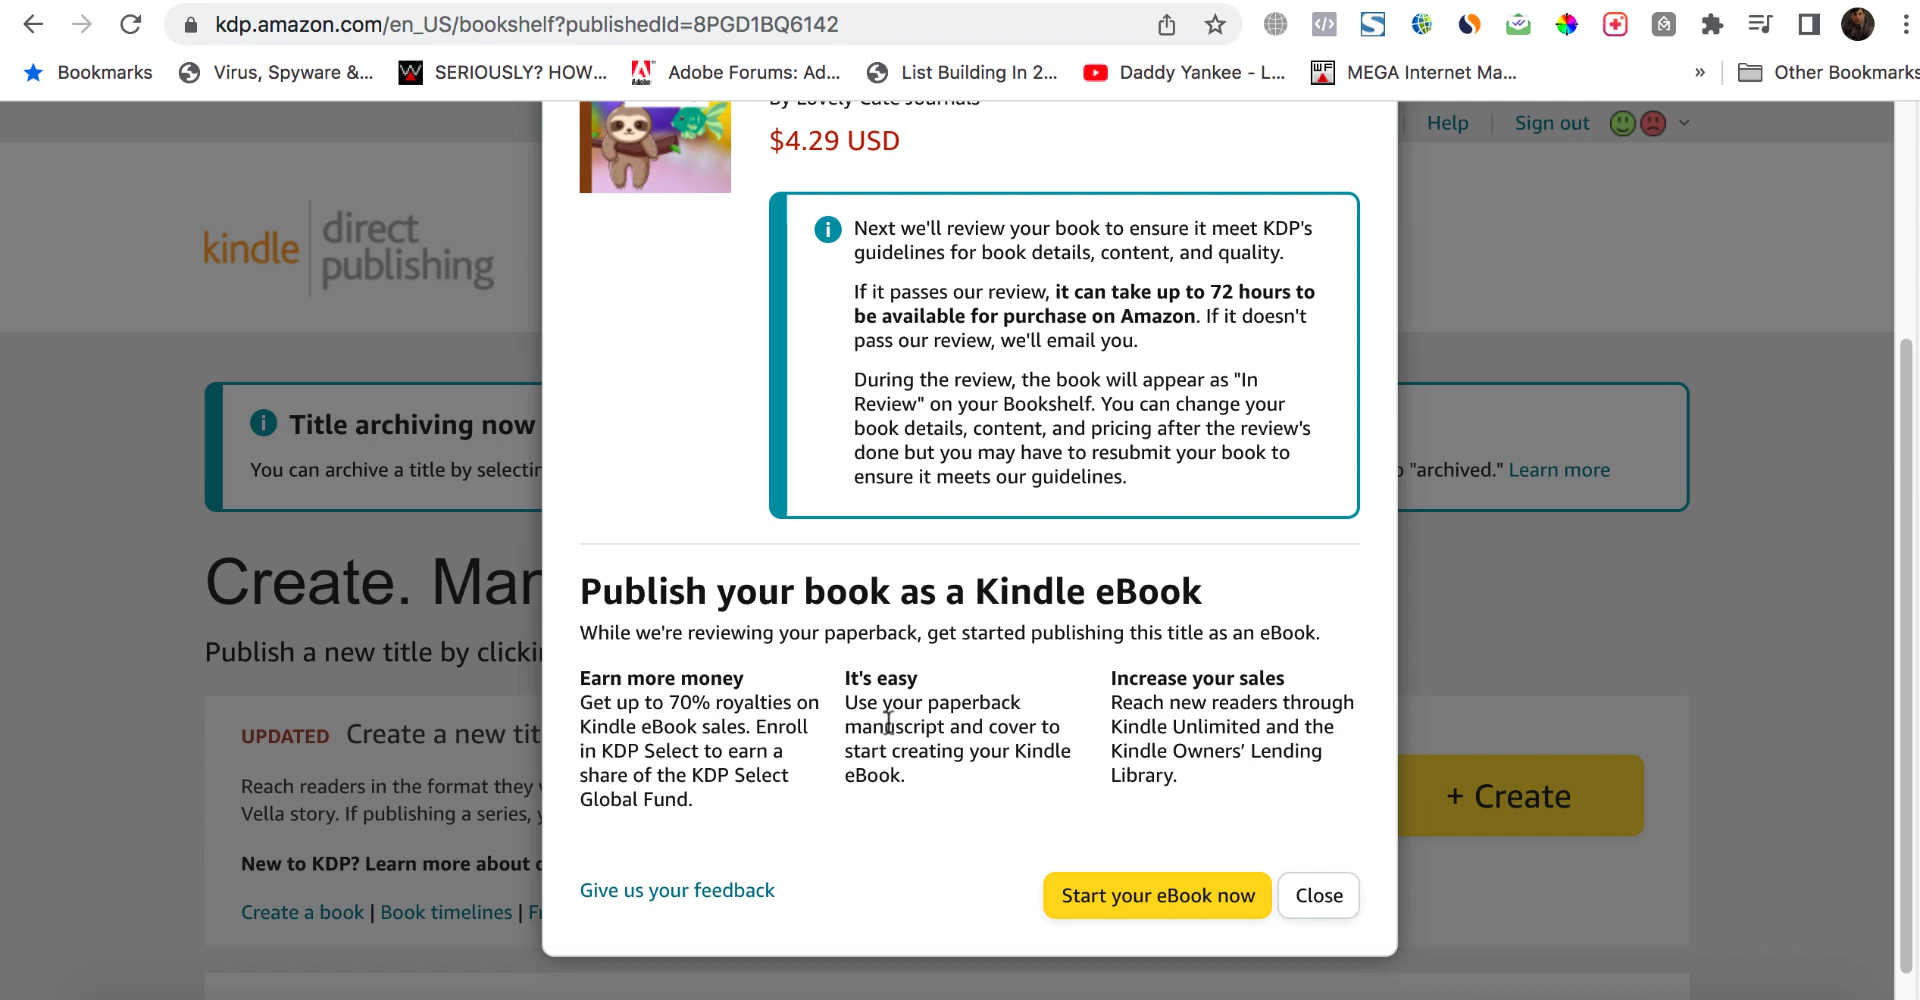 kdp.amazon.com/en_US/bookshelf?publishedId=8PGD1BQ6142
Bookmarks
Virus, Spyware &...
SERIOUSLY? HOW...
Adobe Forums: Ad...
List Building In 2...
Daddy Yankee - L...
MEGA Internet Ma...
»
Other Bookmarks
By Lovely Cute Journals
$4.29 USD
Help
Sign out
kindle
direct
publishing
Next we'll review your book to ensure it meet KDP's
guidelines for book details, content, and quality.
If it passes our review, it can take up to 72 hours to
be available for purchase on Amazon. If it doesn't
pass our review, we'll email you.
During the review, the book will appear as "In
Review" on your Bookshelf. You can change your
book details, content, and pricing after the review's
done but you may have to resubmit your book to
ensure it meets our guidelines.
Title archiving now
You can archive a title by selectin
"archived." Learn more
Create. Man
Publish a new title by clicki
Publish your book as a Kindle eBook
While we're reviewing your paperback, get started publishing this title as an eBook.
Earn more money
Get up to 70% royalties on
Kindle eBook sales. Enroll
in KDP Select to earn a
share of the KDP Select
Global Fund.
It's easy
Use your paperback
manuscript and cover to
start creating your Kindle
eBook.
Increase your sales
Reach new readers through
Kindle Unlimited and the
Kindle Owners' Lending
Library.
UPDATED Create a new tit
Reach readers in the format they
Vella story. If publishing a series,
New to KDP? Learn more about
Create a book | Book timelines |
+ Create
Give us your feedback
Start your eBook now
Close